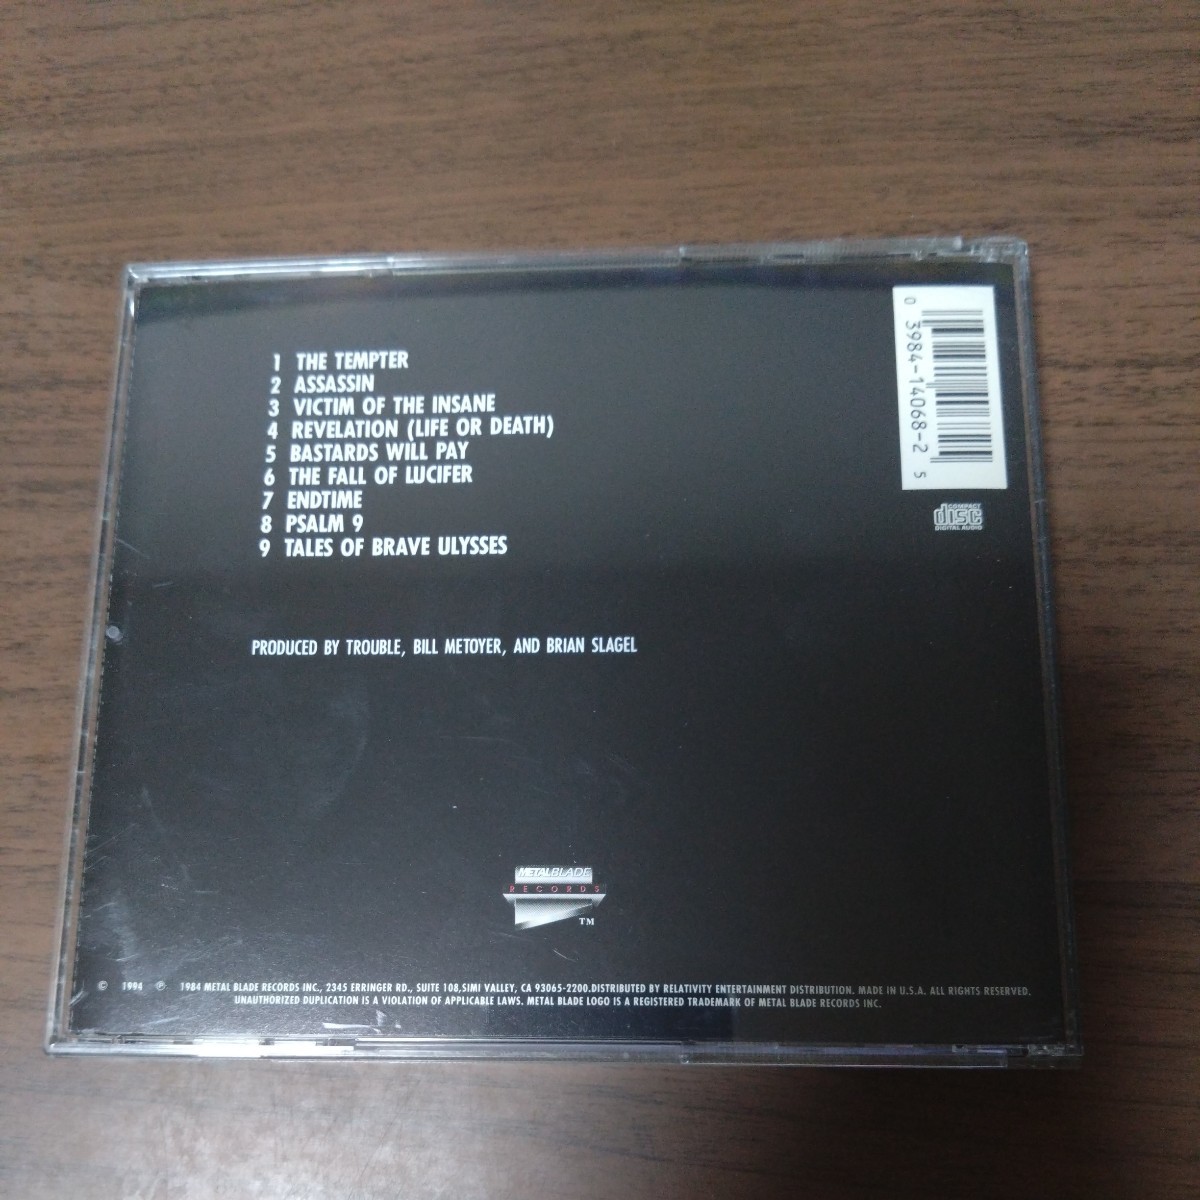 1 THE TEMPTER
2 ASSASSIN
3 VICTIM OF THE INSANE
4 REVELATION (LIFE OR DEATH)
5 BASTARDS WILL PAY
6 THE FALL OF LUCIFER
7 ENDTIME
8 PSALM 9
9 TALES OF BRAVE ULYSSES
0 3984-14068-2 5
COMPACT
disc
DIGITAL AUDIO
PRODUCED BY TROUBLE, BILL METOYER, AND BRIAN SLAGEL
METAL BLADE
RECORDS
TM
© 1994 ℗ 1984 METAL BLADE RECORDS INC., 2345 ERRINGER RD., SUITE 108,SIMI VALLEY, CA 93065-2200.DISTRIBUTED BY RELATIVITY ENTERTAINMENT DISTRIBUTION. MADE IN U.S.A. ALL RIGHTS RESERVED.
UNAUTHORIZED DUPLICATION IS A VIOLATION OF APPLICABLE LAWS. METAL BLADE LOGO IS A REGISTERED TRADEMARK OF METAL BLADE RECORDS INC.